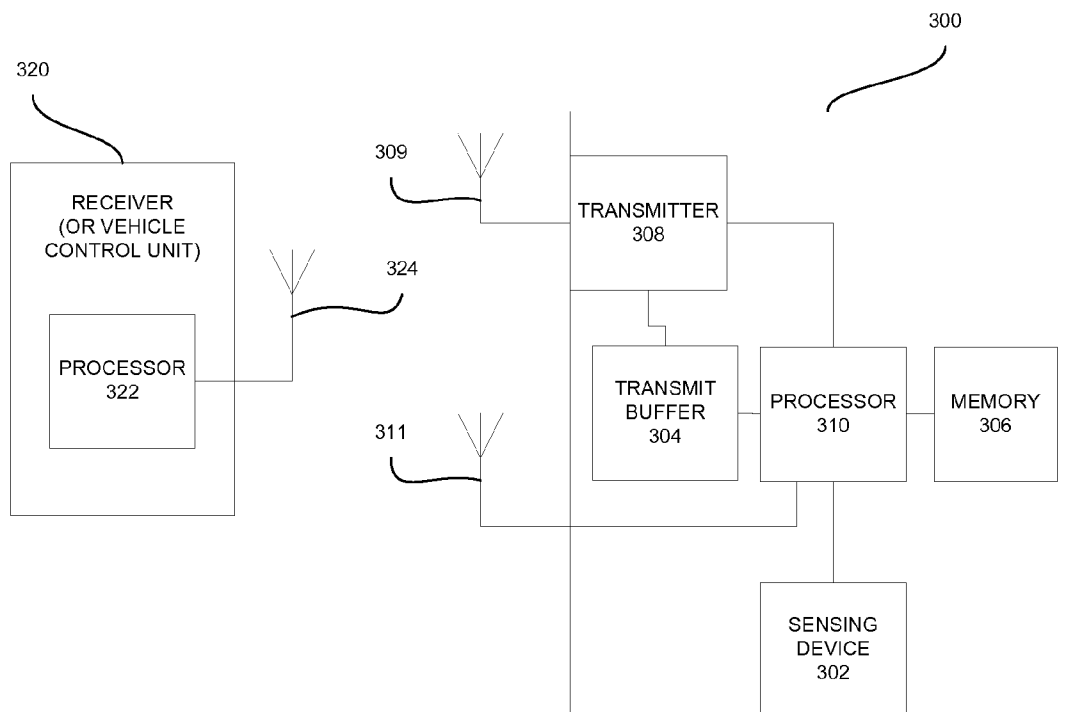 300
320
RECEIVER
(OR VEHICLE
CONTROL UNIT)
PROCESSOR
322
324
309
311
TRANSMITTER
308
TRANSMIT
BUFFER
304
PROCESSOR
310
MEMORY
306
SENSING
DEVICE
302